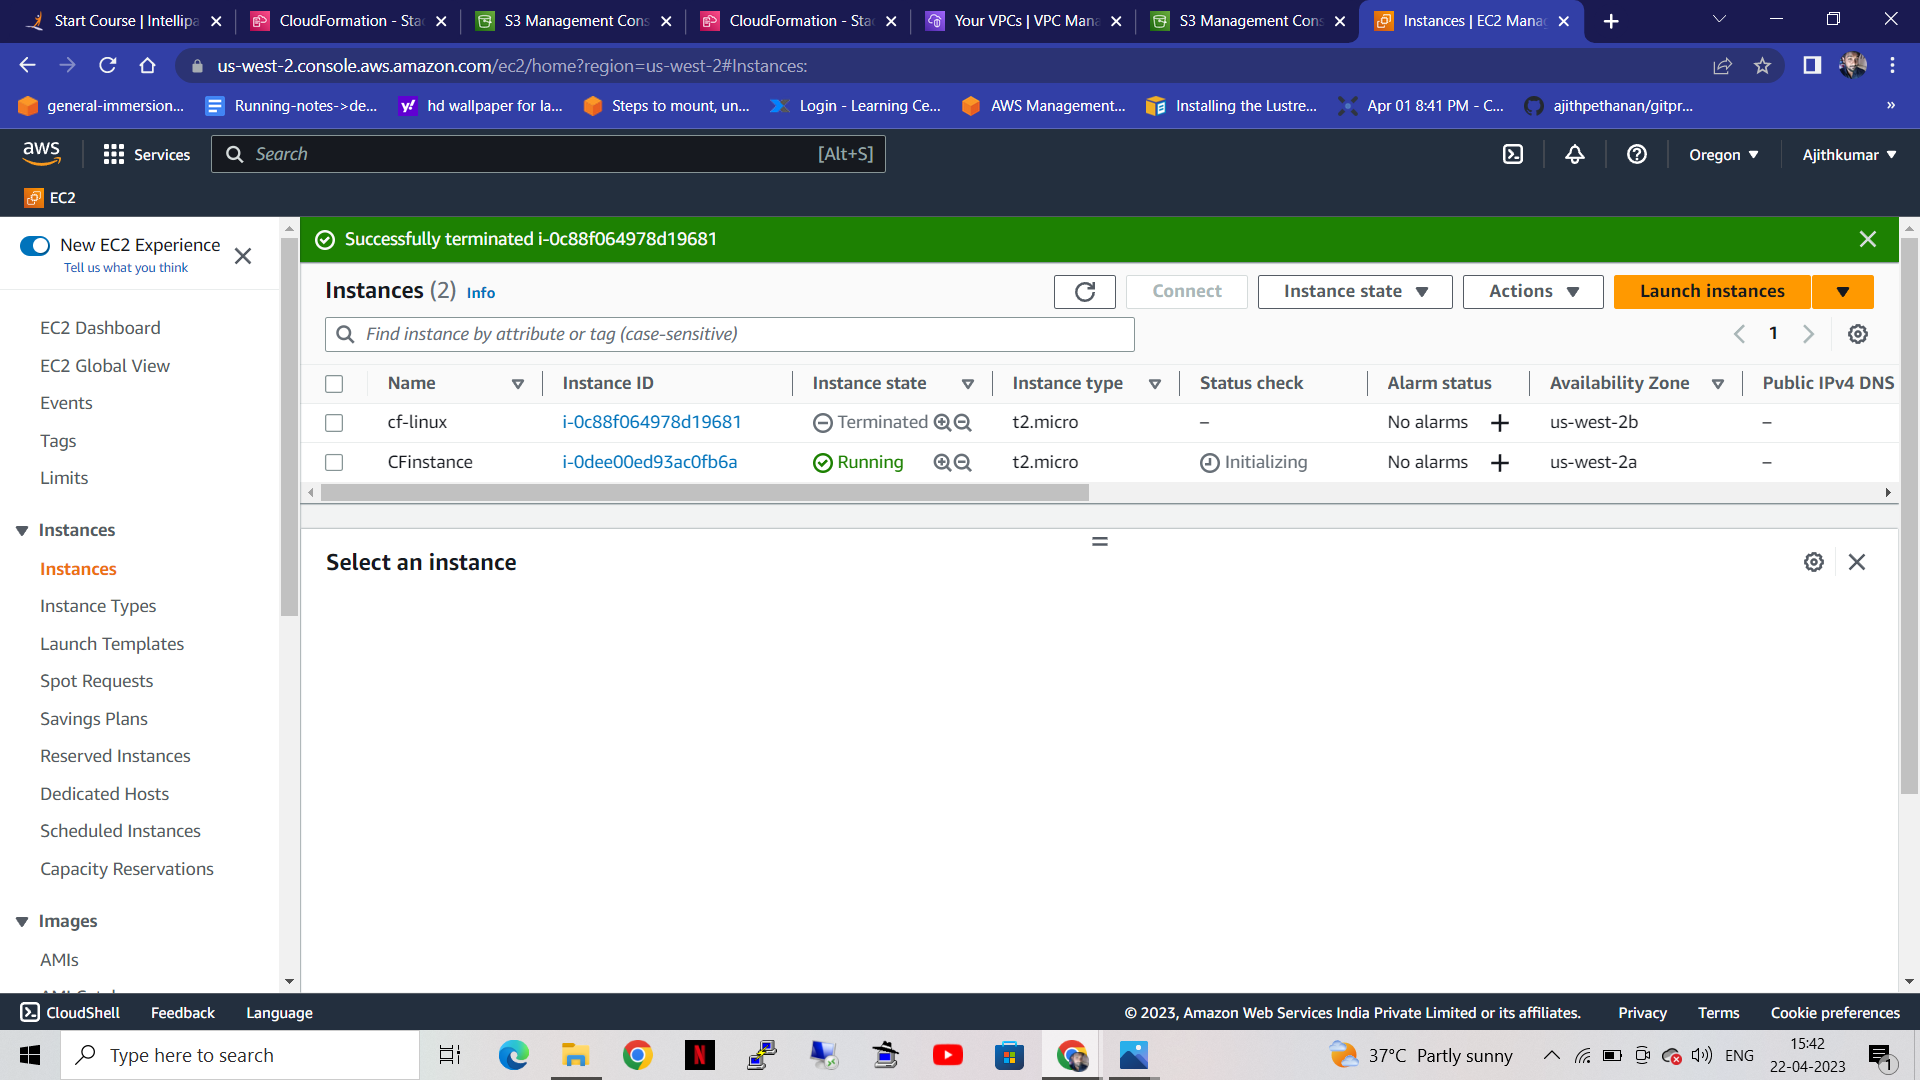 Start Course | Intellipa
CloudFormation - Stac
S3 Management Cons
CloudFormation - Stac
Your VPCs | VPC Mana
S3 Management Cons
Instances | EC2 Manag
us-west-2.console.aws.amazon.com/ec2/home?region=us-west-2#Instances:
general-immersion...
Running-notes->de...
hd wallpaper for la...
Steps to mount, un...
Login - Learning Ce...
AWS Management...
Installing the Lustre...
Apr 01 8:41 PM - C...
ajithpethanan/gitpr...
»
aws
Services
Search
[Alt+S]
Oregon
Ajithkumar
EC2
New EC2 Experience
Tell us what you think
Successfully terminated i-0c88f064978d19681
Instances (2) Info
Connect
Instance state
Actions
Launch instances
Find instance by attribute or tag (case-sensitive)
1
Name Instance ID Instance state Instance type Status check Alarm status Availability Zone Public IPv4 DNS
cf-linux i-0c88f064978d19681 Terminated t2.micro – No alarms + us-west-2b –
CFinstance i-0dee00ed93ac0fb6a Running t2.micro Initializing No alarms + us-west-2a –
Select an instance
EC2 Dashboard
EC2 Global View
Events
Tags
Limits
Instances
Instances
Instance Types
Launch Templates
Spot Requests
Savings Plans
Reserved Instances
Dedicated Hosts
Scheduled Instances
Capacity Reservations
Images
AMIs
CloudShell
Feedback
Language
© 2023, Amazon Web Services India Private Limited or its affiliates.
Privacy
Terms
Cookie preferences
Type here to search
37°C Partly sunny
ENG
15:42
22-04-2023
1